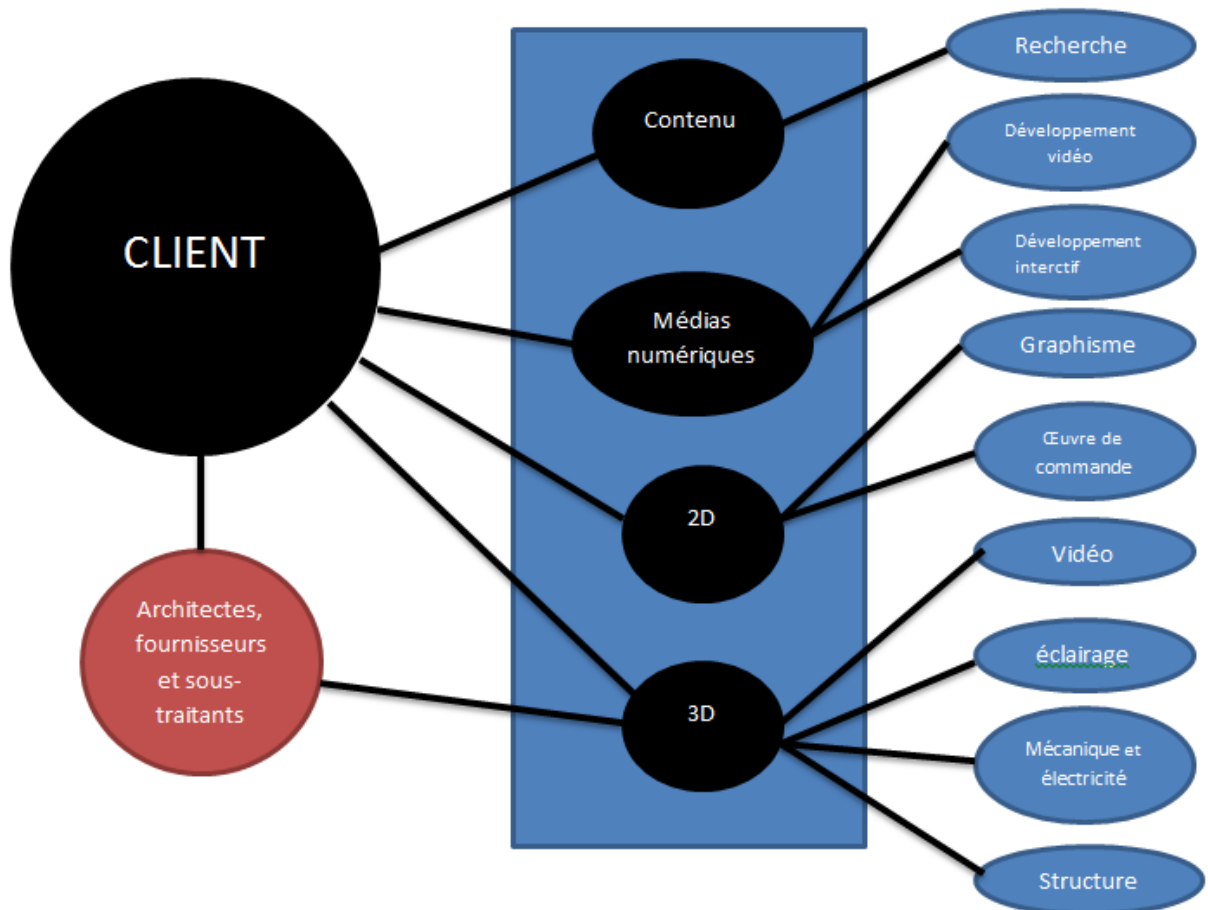 CLIENT
Architectes,
fournisseurs
et sous-
traitants
Contenu
Médias
numériques
2D
3D
Recherche
Développement
vidéo
Développement
interctif
Graphisme
Œuvre de
commande
Vidéo
éclairage
Mécanique et
électricité
Structure